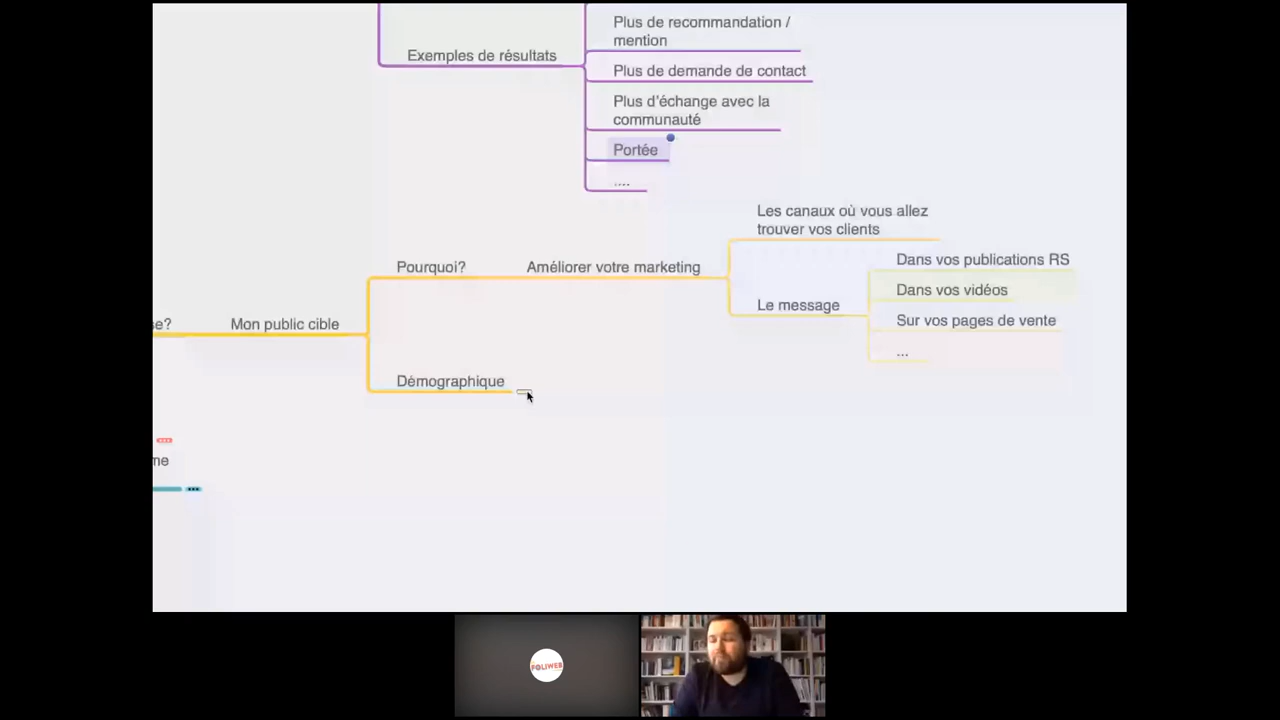 Plus de recommandation /
mention
Exemples de résultats
Plus de demande de contact
Plus d'échange avec la
communauté
Portée
....
Les canaux où vous allez
trouver vos clients
Pourquoi?
Améliorer votre marketing
Dans vos publications RS
Dans vos vidéos
Le message
Sur vos pages de vente
...
se?
Mon public cible
Démographique
me
FOLIWEB